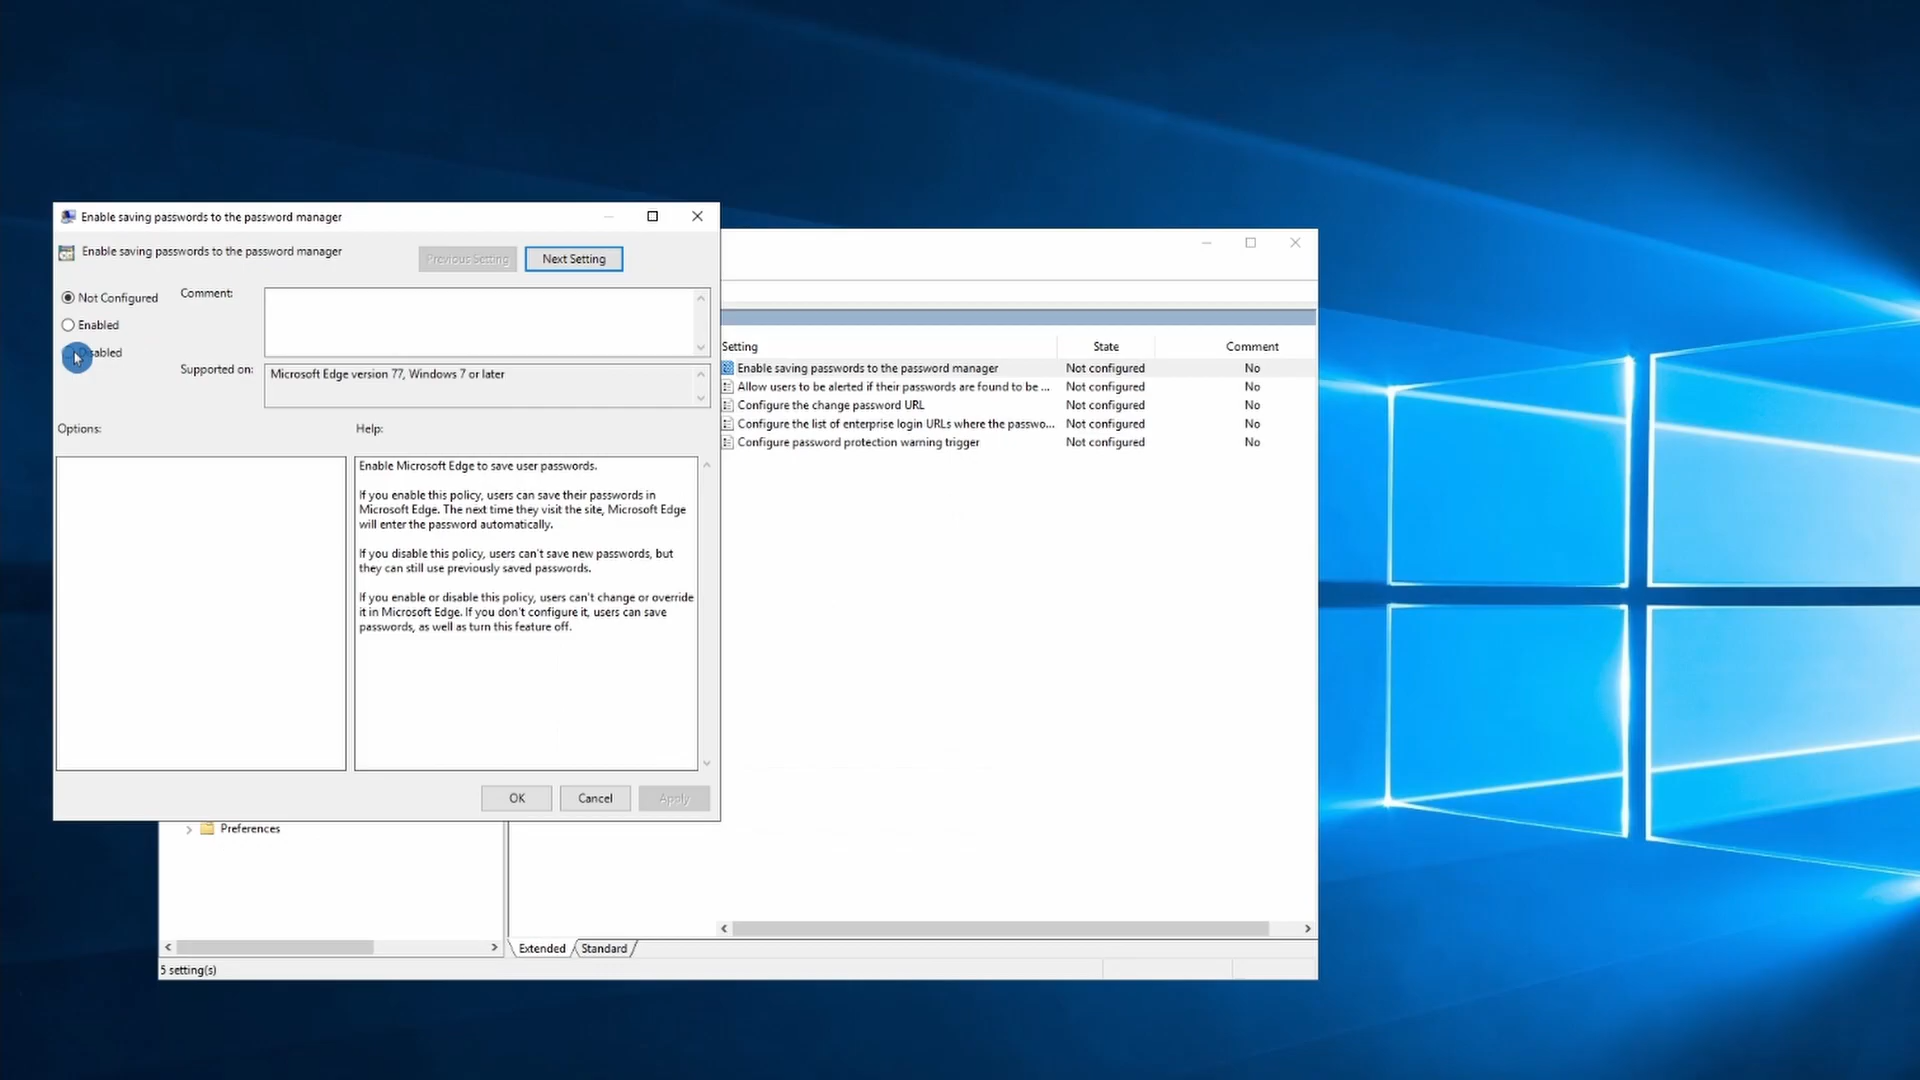 Enable saving passwords to the password manager
Enable saving passwords to the password manager
Previous Setting
Next Setting
Not Configured
Comment:
Enabled
sabled
Supported on:
Microsoft Edge version 77, Windows 7 or later
Options:
Help:
Enable Microsoft Edge to save user passwords.
If you enable this policy, users can save their passwords in
Microsoft Edge. The next time they visit the site, Microsoft Edge
will enter the password automatically.
If you disable this policy, users can't save new passwords, but
they can still use previously saved passwords.
If you enable or disable this policy, users can't change or override
it in Microsoft Edge. If you don't configure it, users can save
passwords, as well as turn this feature off.
OK
Cancel
Apply
Setting
State
Comment
Enable saving passwords to the password manager
Not configured
No
Allow users to be alerted if their passwords are found to be ...
Not configured
No
Configure the change password URL
Not configured
No
Configure the list of enterprise login URLs where the passwo...
Not configured
No
Configure password protection warning trigger
Not configured
No
Preferences
Extended
Standard
5 setting(s)